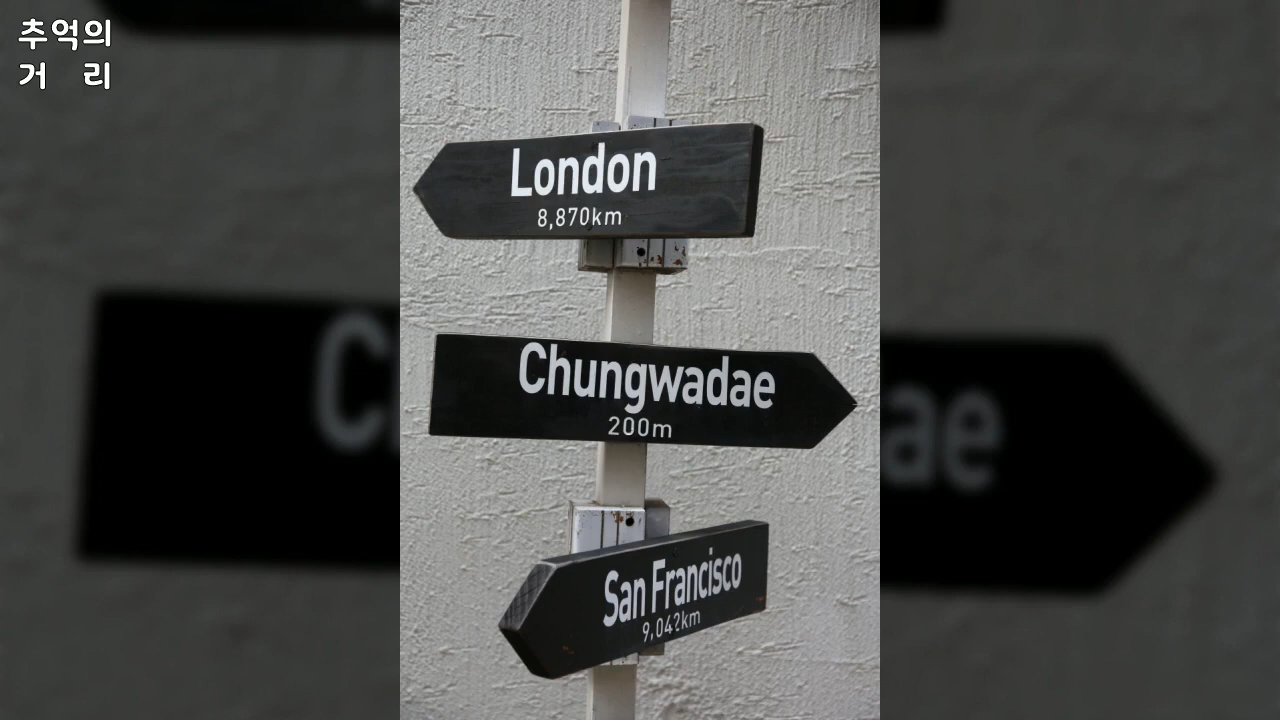 추억의
거 리
London
8,870km
Chungwadae
200m
San Francisco
9,042km